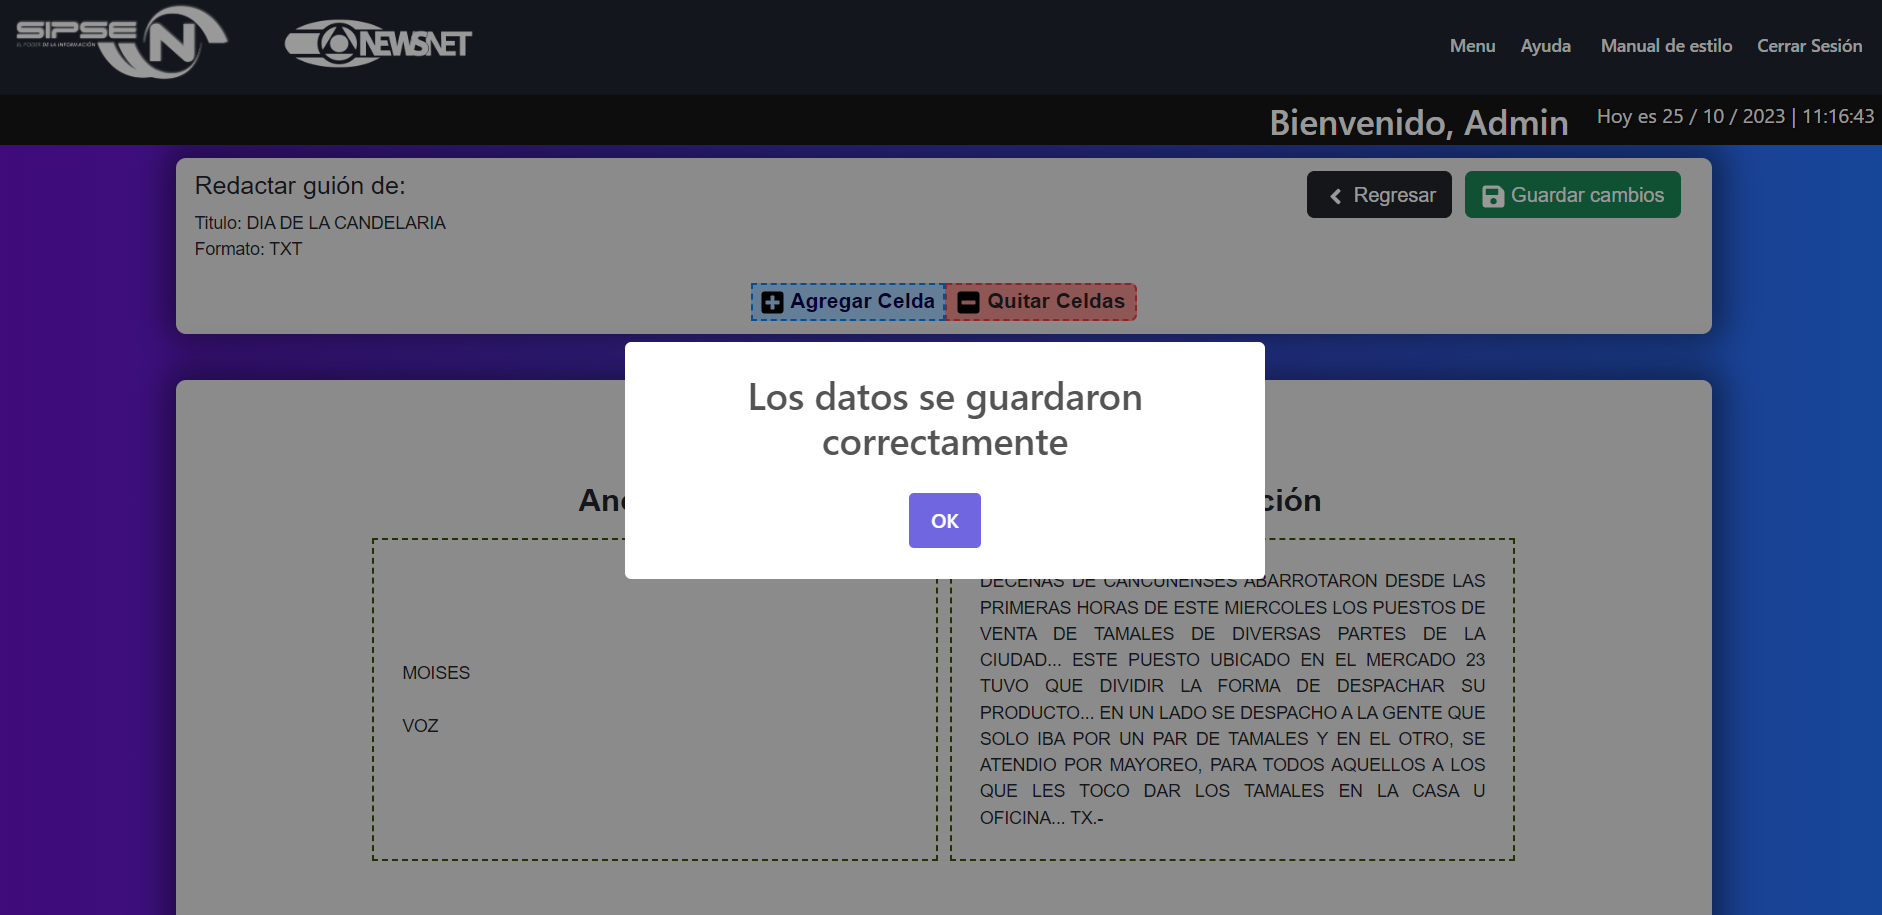 SIPSE
EL PODER DE LA INFORMACIÓN
N
NEWSNET
Menu Ayuda Manual de estilo Cerrar Sesión
Bienvenido, Admin Hoy es 25 / 10 / 2023 | 11:16:43
Redactar guión de:
Regresar Guardar cambios
Titulo: DIA DE LA CANDELARIA
Formato: TXT
Agregar Celda Quitar Celdas
Los datos se guardaron
correctamente
OK
DECENAS DE CANCUNENSES ABARROTARON DESDE LAS
PRIMERAS HORAS DE ESTE MIERCOLES LOS PUESTOS DE
VENTA DE TAMALES DE DIVERSAS PARTES DE LA
CIUDAD... ESTE PUESTO UBICADO EN EL MERCADO 23
TUVO QUE DIVIDIR LA FORMA DE DESPACHAR SU
PRODUCTO... EN UN LADO SE DESPACHO A LA GENTE QUE
SOLO IBA POR UN PAR DE TAMALES Y EN EL OTRO, SE
ATENDIO POR MAYOREO, PARA TODOS AQUELLOS A LOS
QUE LES TOCO DAR LOS TAMALES EN LA CASA U
OFICINA... TX.-
MOISES
VOZ